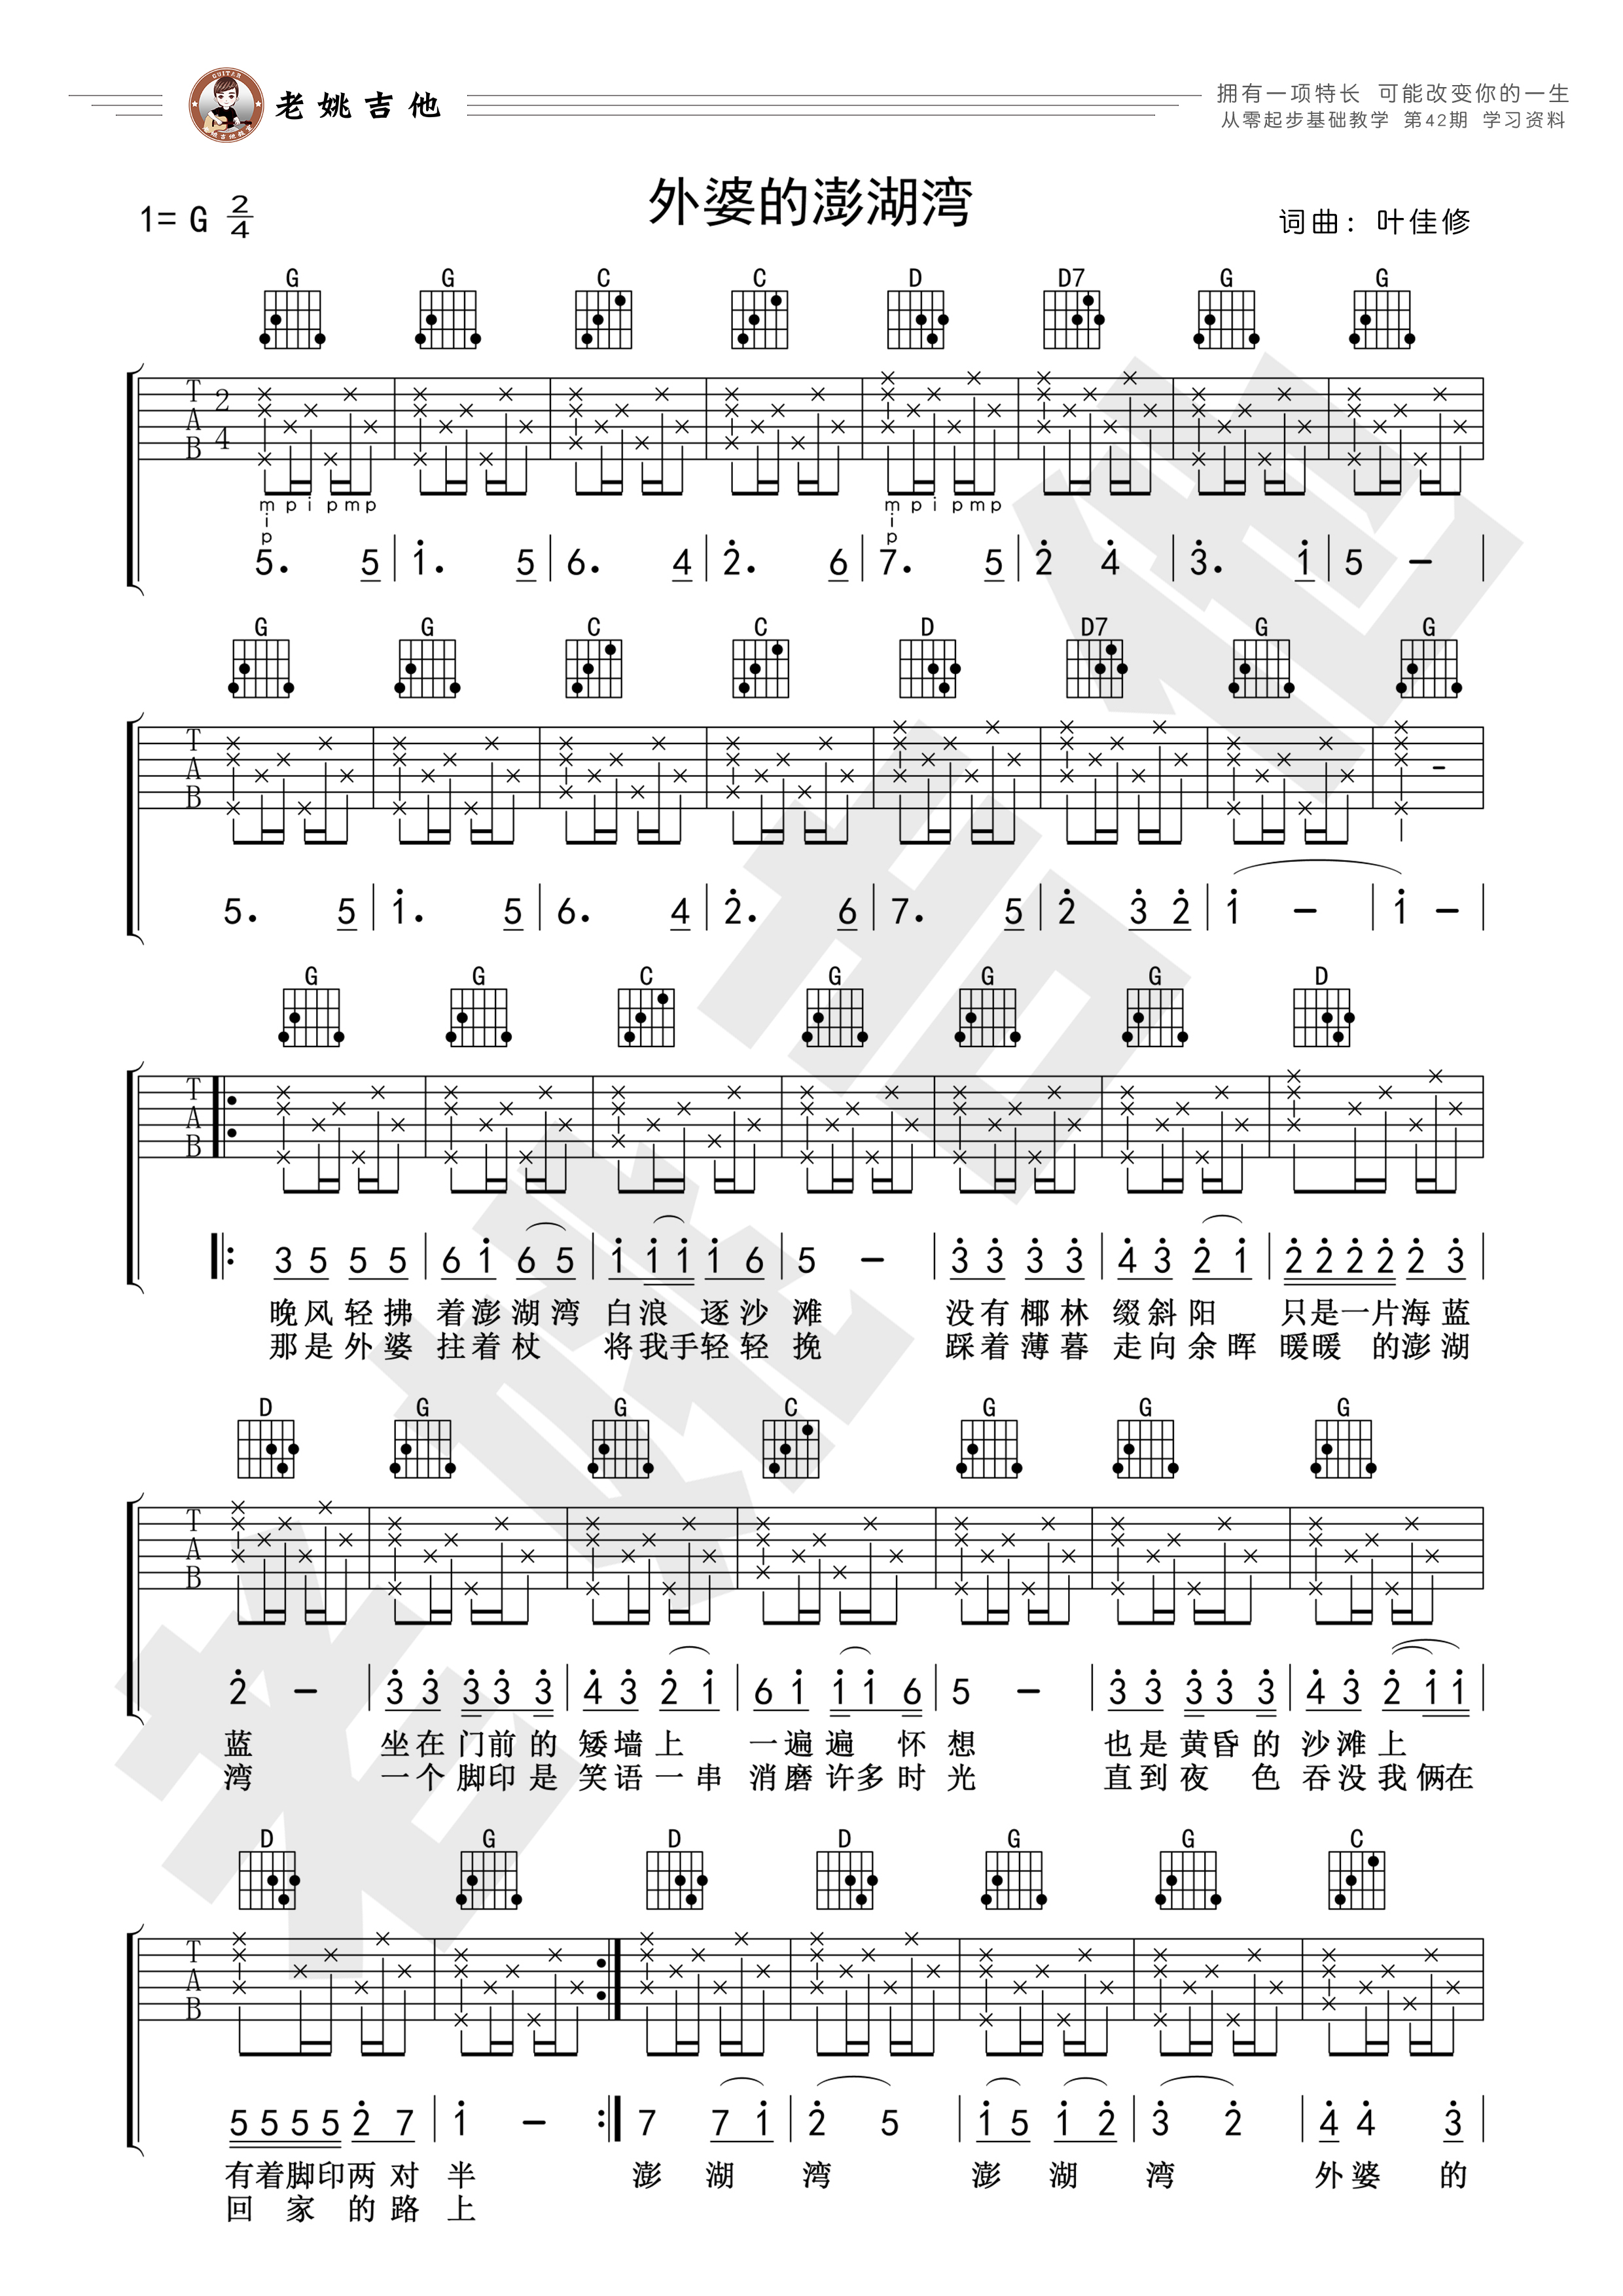 GUITAR
老姚吉他教室
老姚吉他
拥有一项特长 可能改变你的一生
从零起步基础教学 第42期 学习资料
外婆的澎湖湾
1= G 2/4
词曲：叶佳修
G G C C D D7 G G
T A B 2 4
m p i p m p m p i p m p
i i
p p
5. 5 | 1. 5 | 6. 4 | 2. 6 | 7. 5 | 2 4 | 3. 1 | 5 － |
G G C C D D7 G G
T A B
5. 5 | 1. 5 | 6. 4 | 2. 6 | 7. 5 | 2 3 2 | 1 － | 1 － |
G G C G G G D
T A B
3 5 5 5 | 6 1 6 5 | 1 1 1 1 6 | 5 － | 3 3 3 3 | 4 3 2 1 | 2 2 2 2 2 3 |
晚风轻拂 着澎湖湾 白浪 逐沙滩 没有椰林 缀斜阳 只是一片海蓝
那是外婆 拄着杖 将我手轻轻挽 踩着薄暮 走向余晖 暖暖 的澎湖
D G G C G G G
T A B
2 － | 3 3 3 3 3 | 4 3 2 1 | 6 1 1 1 6 | 5 － | 3 3 3 3 3 | 4 3 2 1 1 |
蓝 坐在门前的 矮墙上 一遍遍 怀想 也是黄昏的 沙滩上
湾 一个脚印是 笑语一串 消磨许多时光 直到夜 色 吞没我俩在
D G D D G G C
T A B
5 5 5 5 2 7 | 1 － :| 7 7 1 | 2 5 | 1 5 1 2 | 3 2 | 4 4 3 |
有着脚印两对半 澎湖湾 澎湖湾 外婆的
回 家 的路上
老姚吉他